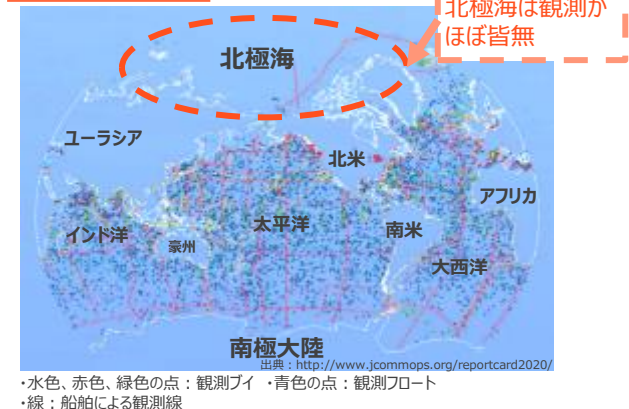 北極海は観測が
ほぼ皆無
北極海
ユーラシア
北米
アフリカ
インド洋
豪州
太平洋
南米
大西洋
南極大陸
出典：http://www.jcommops.org/reportcard2020/
・水色、赤色、緑色の点：観測ブイ ・青色の点：観測フロート
・線：船舶による観測線